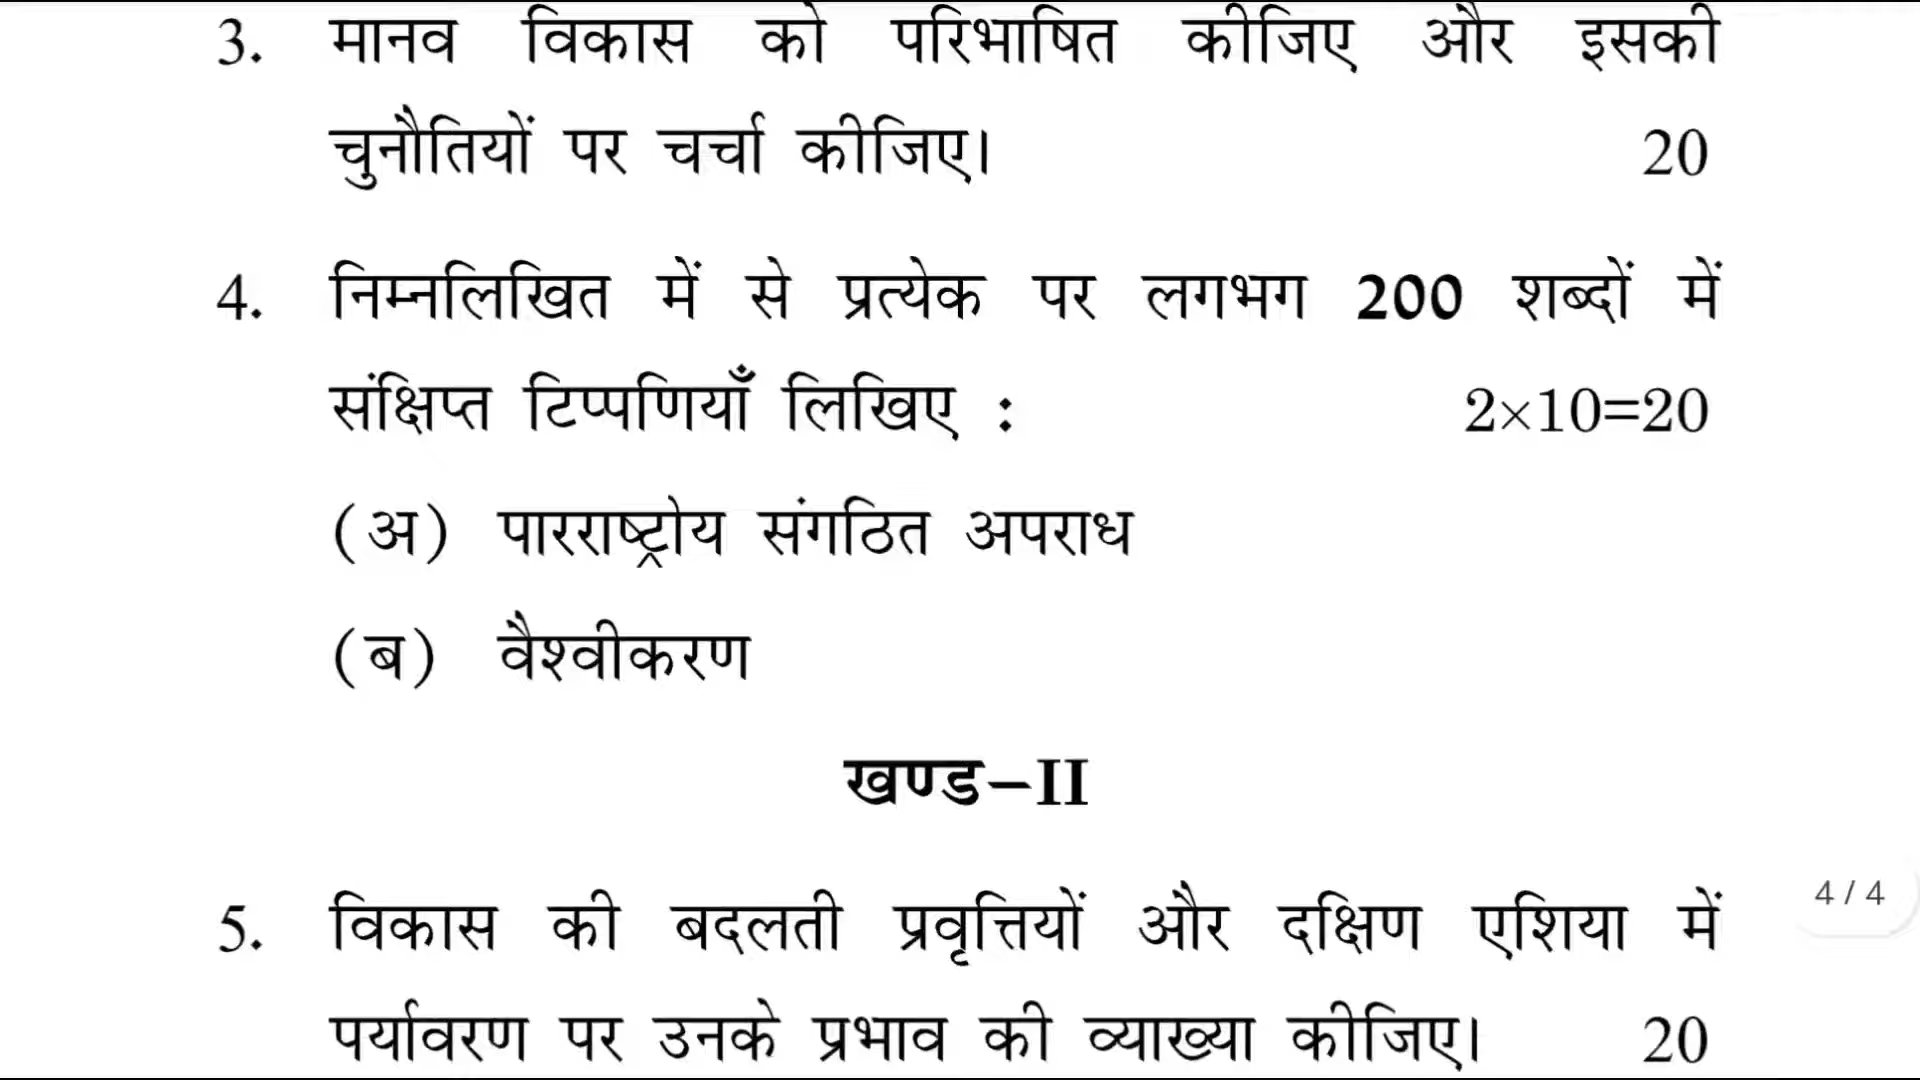 3. मानव विकास को परिभाषित कीजिए और इसकी
चुनौतियों पर चर्चा कीजिए। 20
4. निम्नलिखित में से प्रत्येक पर लगभग 200 शब्दों में
संक्षिप्त टिप्पणियाँ लिखिए : 2×10=20
(अ) पारराष्ट्रीय संगठित अपराध
(ब) वैश्वीकरण
खण्ड–II
5. विकास की बदलती प्रवृत्तियों और दक्षिण एशिया में
4 / 4
पर्यावरण पर उनके प्रभाव की व्याख्या कीजिए। 20